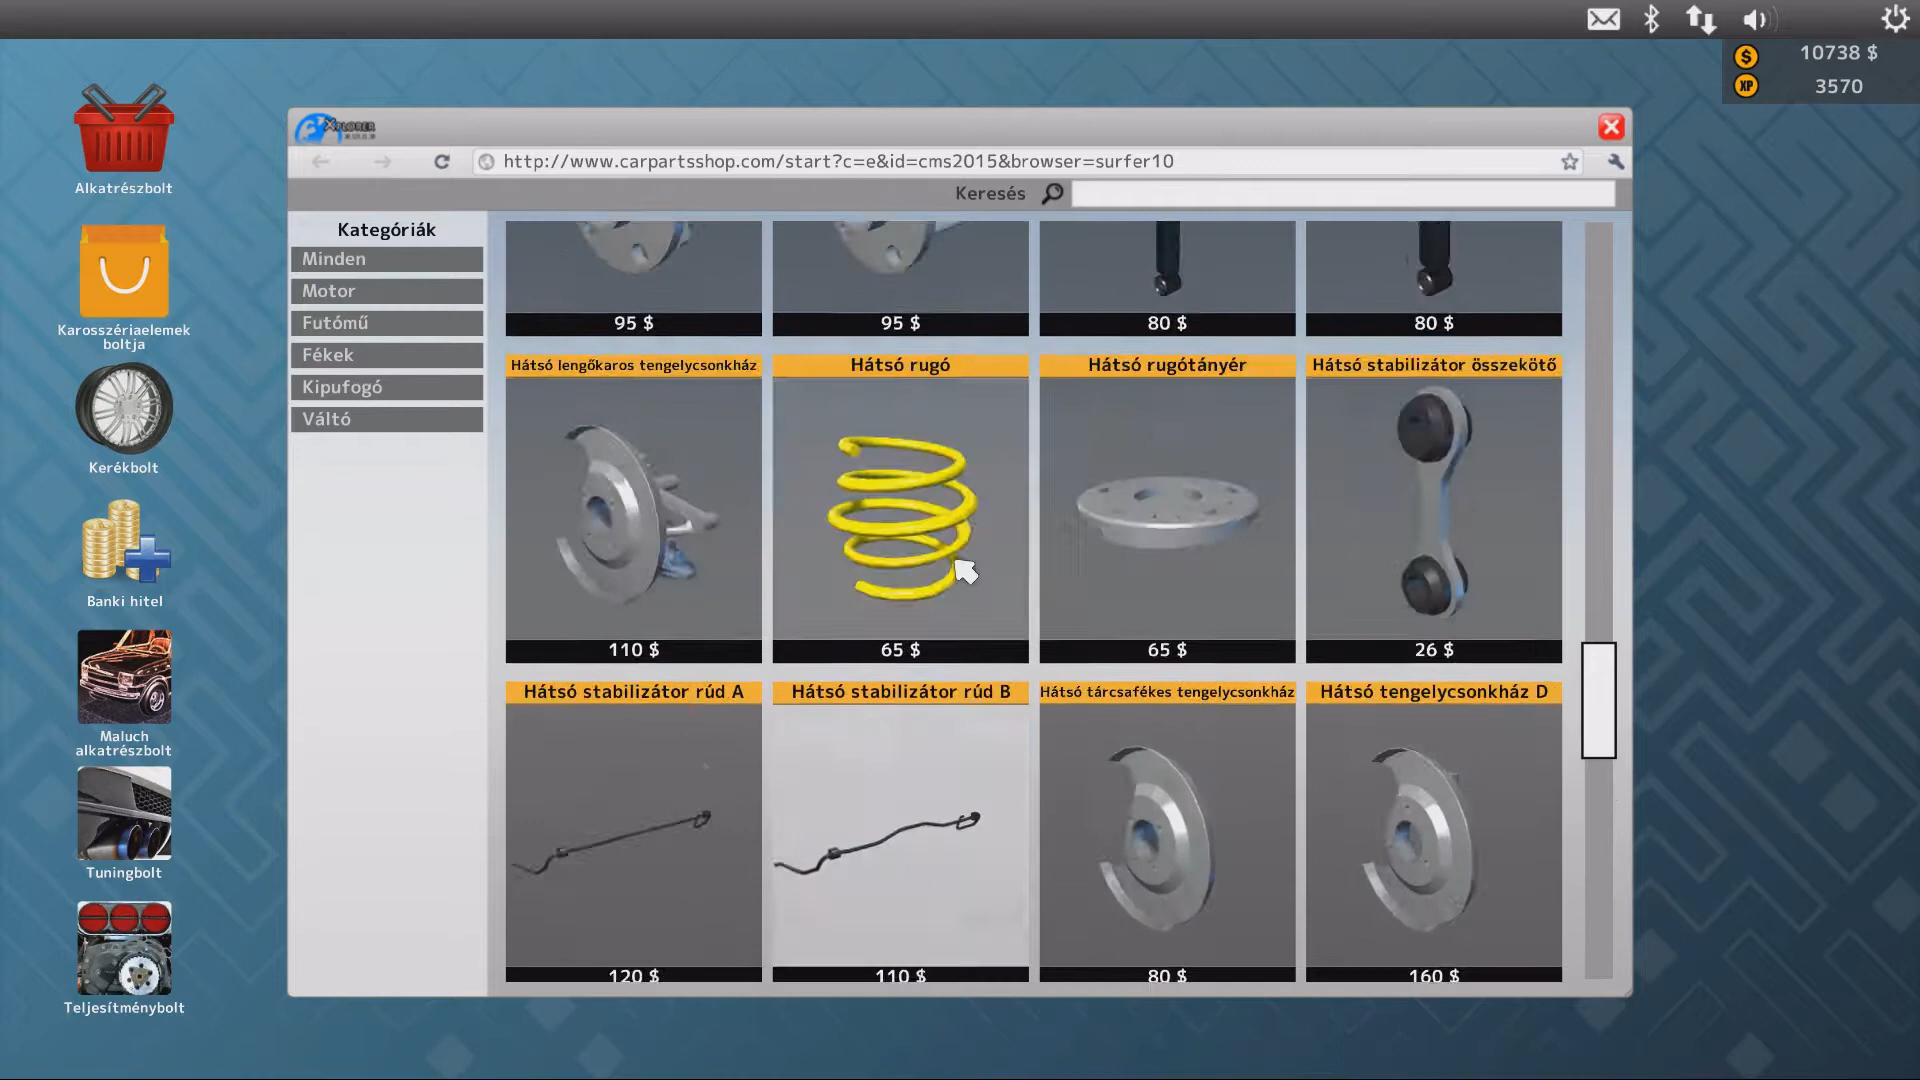 10738 $
XP
3570
XPLORER
http://www.carpartsshop.com/start?c=e&id=cms2015&browser=surfer10
Keresés
Alkatrészbolt
Karosszériaelemek
boltja
Kerékbolt
Banki hitel
Maluch
alkatrészbolt
Tuningbolt
Teljesítménybolt
Kategóriák
Minden
Motor
Futómű
Fékek
Kipufogó
Váltó
95 $
95 $
80 $
80 $
Hátsó lengőkaros tengelycsonkház
Hátsó rugó
Hátsó rugótányér
Hátsó stabilizátor összekötő
110 $
65 $
65 $
26 $
Hátsó stabilizátor rúd A
Hátsó stabilizátor rúd B
Hátsó tárcsafékes tengelycsonkház
Hátsó tengelycsonkház D
120 $
110 $
80 $
160 $